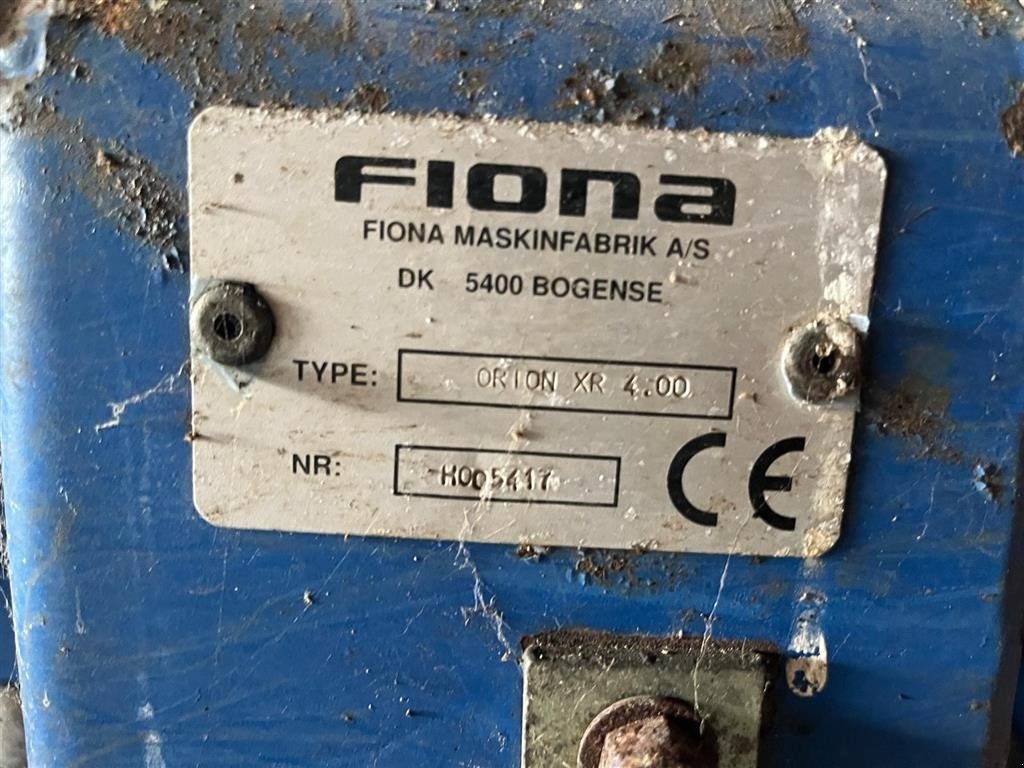 FIONA
FIONA MASKINFABRIK A/S
DK 5400 BOGENSE
TYPE: ORION XR 4.00
NR: H005417
CE